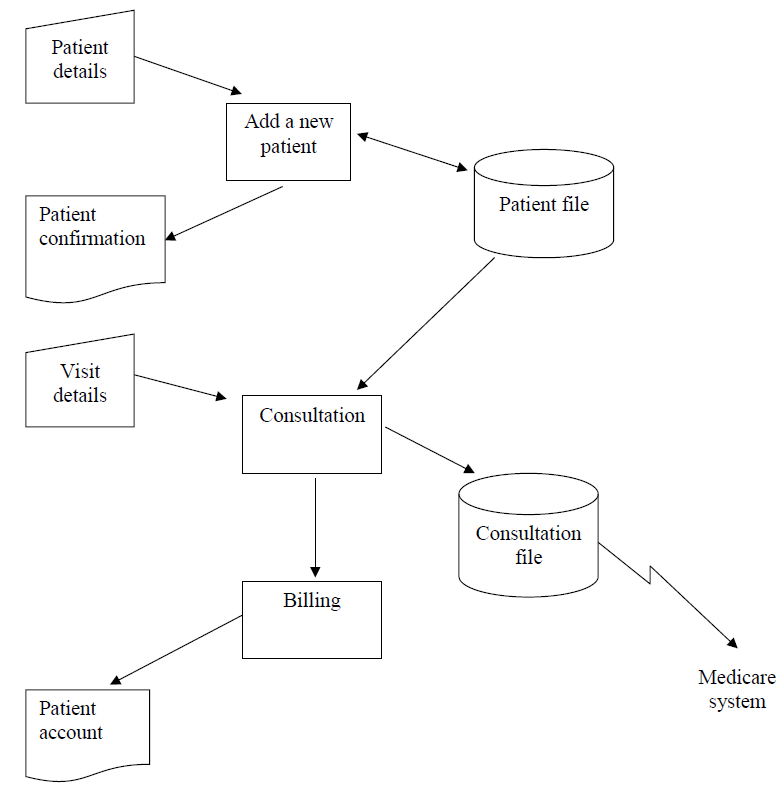 Patient
details
Add a new
patient
Patient file
Patient
confirmation
Visit
details
Consultation
Consultation
file
Billing
Medicare
system
Patient
account